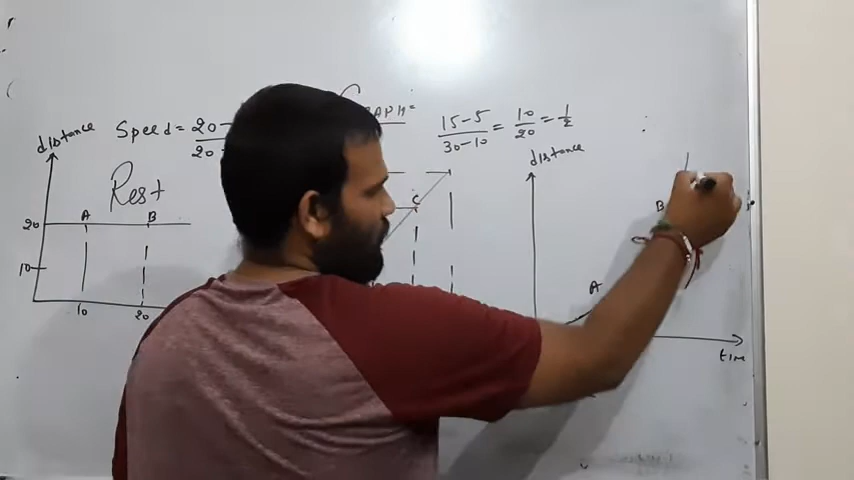 distance
Speed = 20-
20
Rest
20
A
B
10
10
20
GRAPH=
C
15-5
30-10
= 10
20
= 1
2
distance
B
A
time